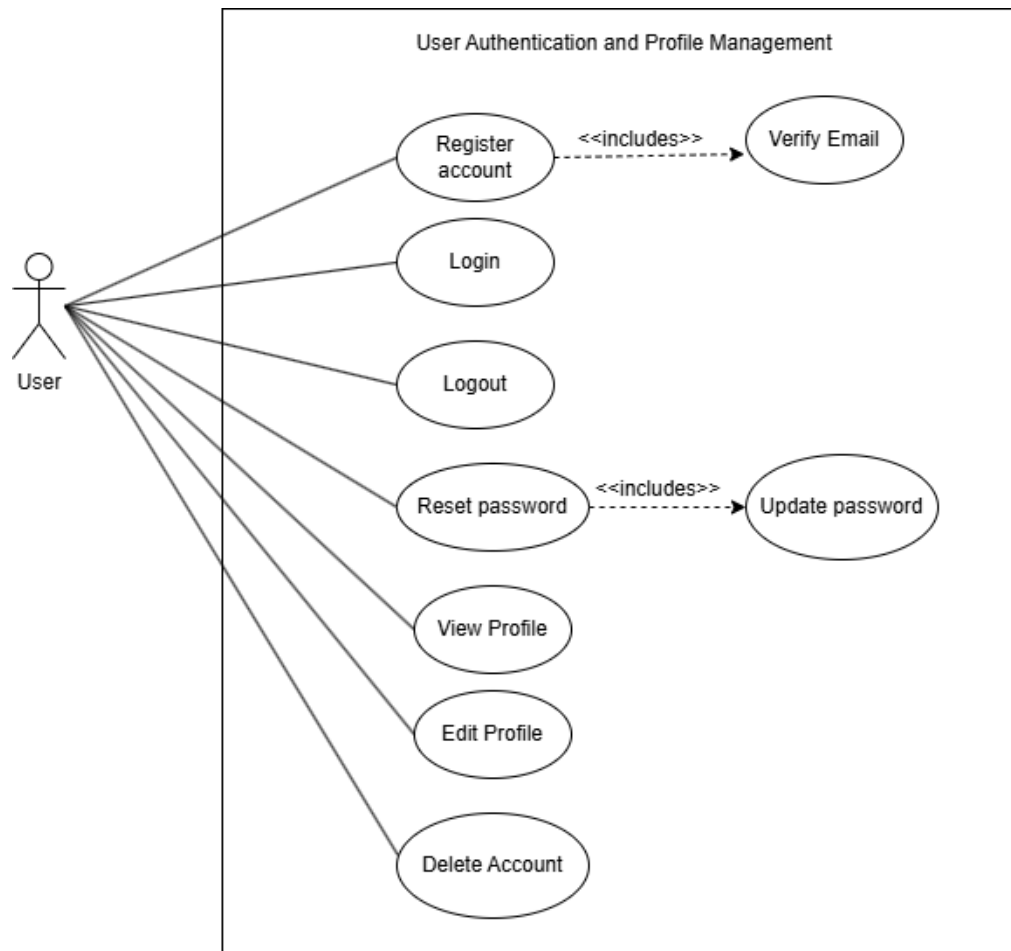 User Authentication and Profile Management
Register
account
<<includes>>
Verify Email
Login
User
Logout
Reset password
<<includes>>
Update password
View Profile
Edit Profile
Delete Account